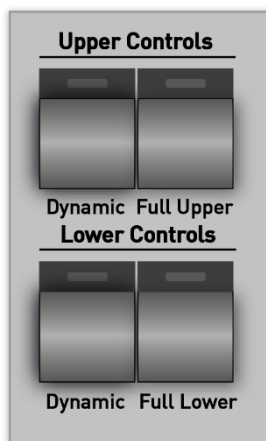 Upper Controls
Dynamic Full Upper
Lower Controls
Dynamic Full Lower